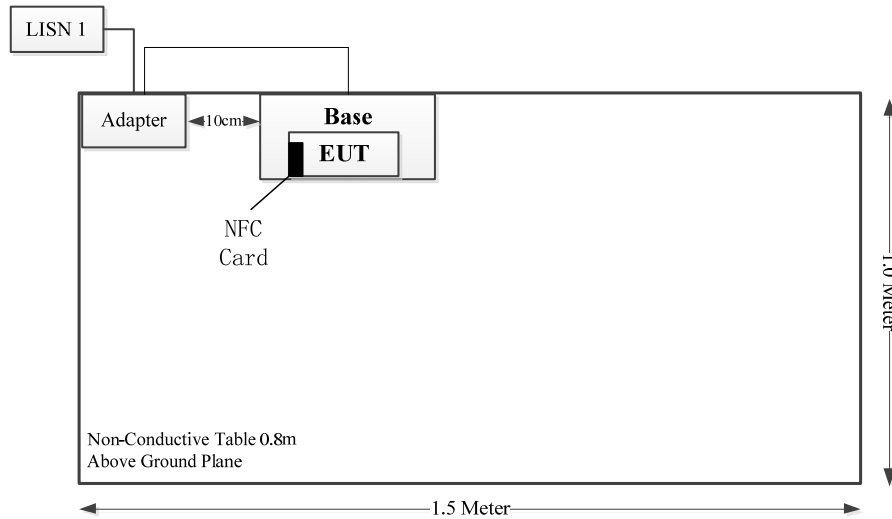 LISN 1
Adapter
10cm
Base
EUT
NFC
Card
1.0 Meter
Non-Conductive Table 0.8m
Above Ground Plane
1.5 Meter